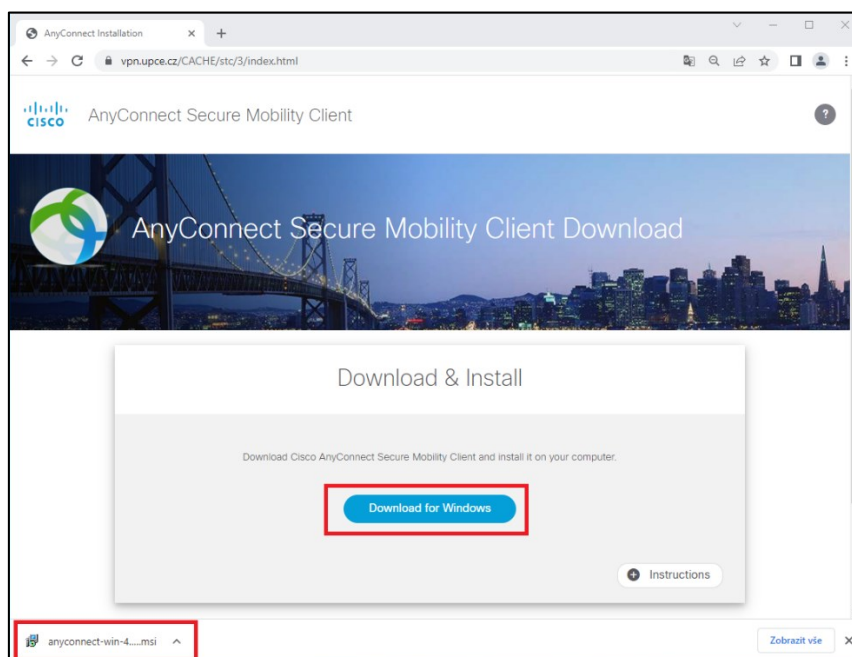 AnyConnect Installation
vpn.upce.cz/CACHE/stc/3/index.html
CISCO AnyConnect Secure Mobility Client
?
AnyConnect Secure Mobility Client Download
Download & Install
Download Cisco AnyConnect Secure Mobility Client and install it on your computer.
Download for Windows
Instructions
anyconnect-win-4.....msi
Zobrazit vše